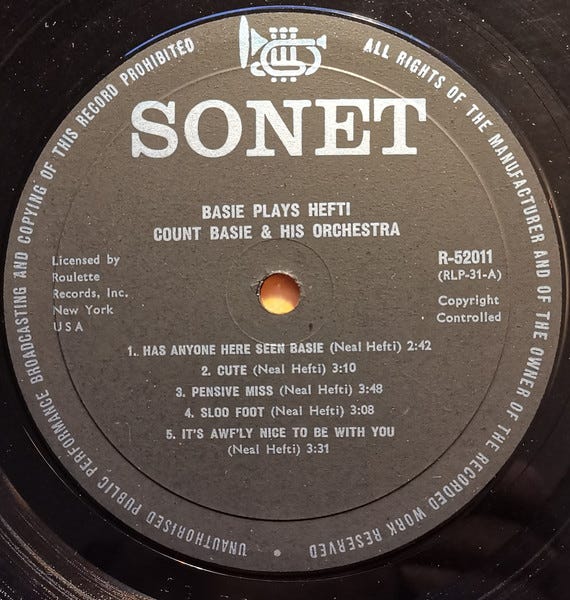 ALL RIGHTS OF THE MANUFACTURER AND OF THE OWNER OF THE RECORDED WORK RESERVED
UNAUTHORISED PUBLIC PERFORMANCE BROADCASTING AND COPYING OF THIS RECORD PROHIBITED
SONET
BASIE PLAYS HEFTI
COUNT BASIE & HIS ORCHESTRA
Licensed by
Roulette
Records, Inc.
New York
USA
R-52011
(RLP-31-A)
Copyright
Controlled
1. HAS ANYONE HERE SEEN BASIE (Neal Hefti) 2:42
2. CUTE (Neal Hefti) 3:10
3. PENSIVE MISS (Neal Hefti) 3:48
4. SLOO FOOT (Neal Hefti) 3:08
5. IT'S AWF'LY NICE TO BE WITH YOU
(Neal Hefti) 3:31